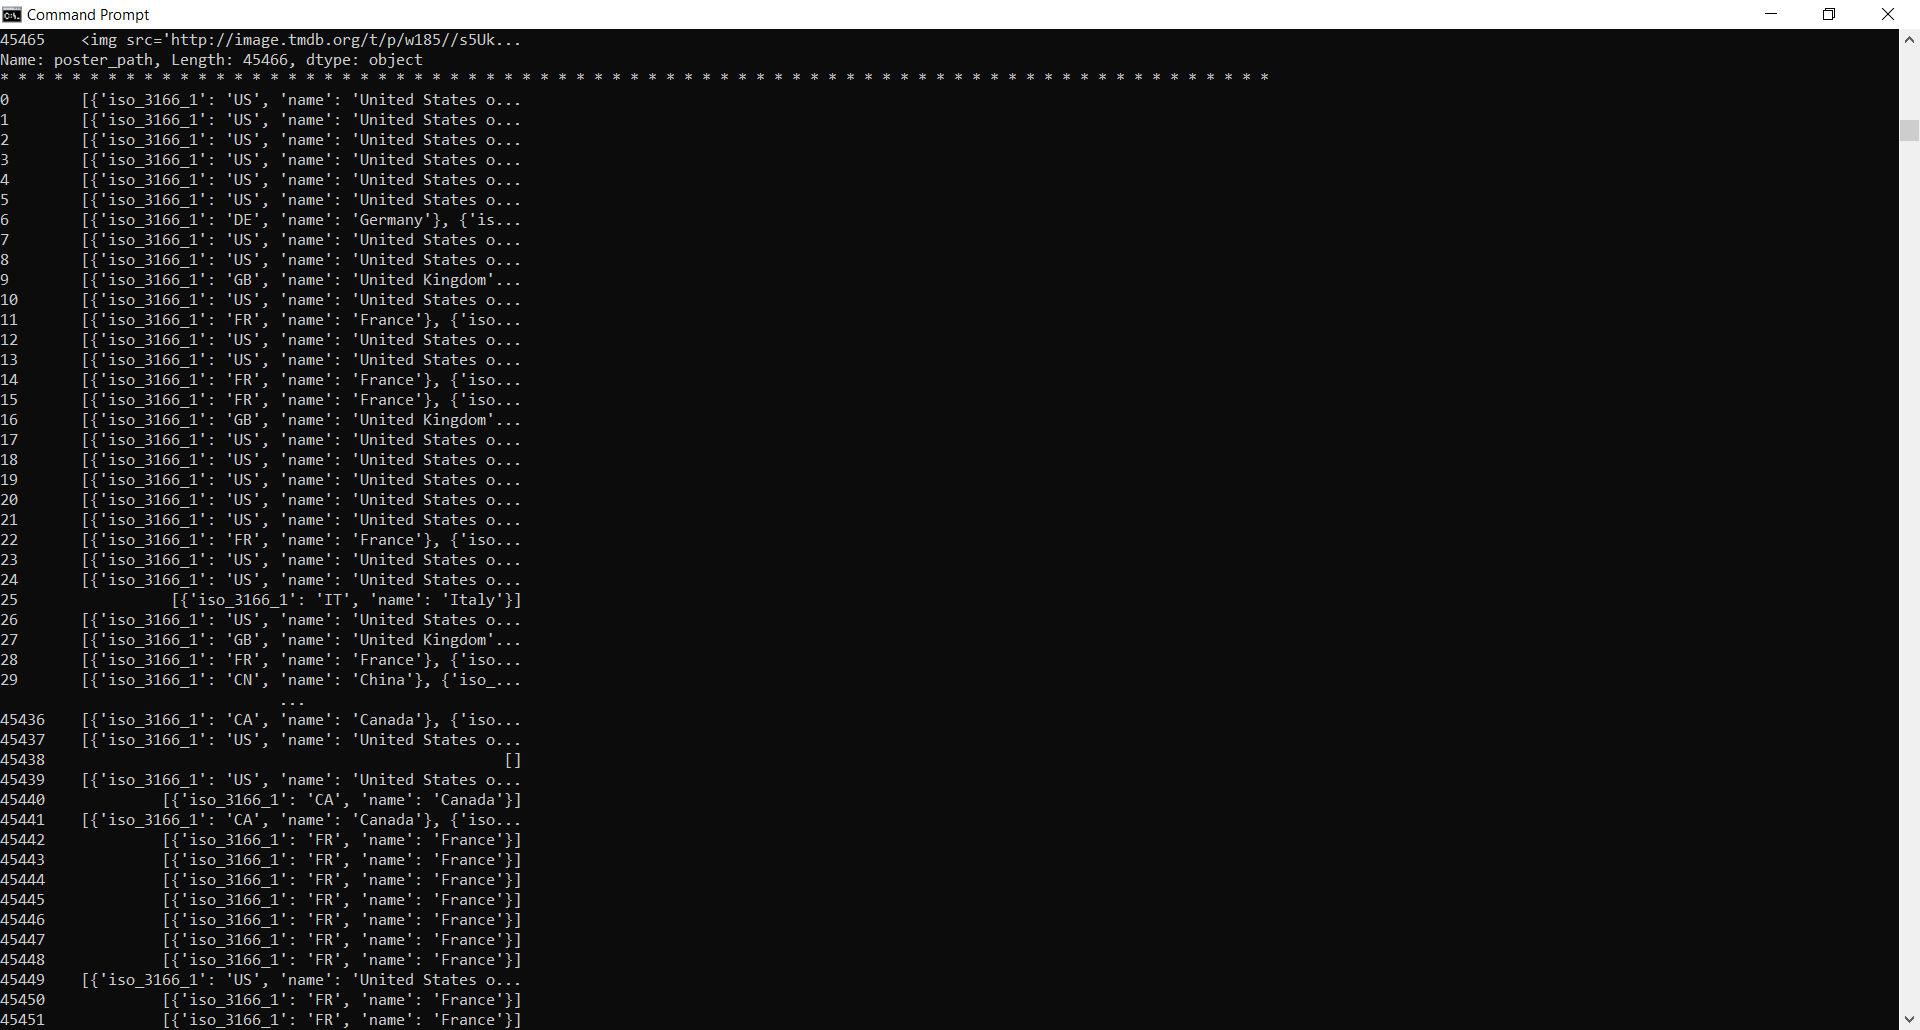 Command Prompt
45465    <img src='http://image.tmdb.org/t/p/w185//s5Uk...
Name: poster_path, Length: 45466, dtype: object
* * * * * * * * * * * * * * * * * * * * * * * * * * * * * * * * * * * * * * * * * * * * * * * * * * * * * * * * * * * * * * * * * * * * * * *
0        [{'iso_3166_1': 'US', 'name': 'United States o...
1        [{'iso_3166_1': 'US', 'name': 'United States o...
2        [{'iso_3166_1': 'US', 'name': 'United States o...
3        [{'iso_3166_1': 'US', 'name': 'United States o...
4        [{'iso_3166_1': 'US', 'name': 'United States o...
5        [{'iso_3166_1': 'US', 'name': 'United States o...
6        [{'iso_3166_1': 'DE', 'name': 'Germany'}, {'is...
7        [{'iso_3166_1': 'US', 'name': 'United States o...
8        [{'iso_3166_1': 'US', 'name': 'United States o...
9        [{'iso_3166_1': 'GB', 'name': 'United Kingdom'...
10       [{'iso_3166_1': 'US', 'name': 'United States o...
11       [{'iso_3166_1': 'FR', 'name': 'France'}, {'iso...
12       [{'iso_3166_1': 'US', 'name': 'United States o...
13       [{'iso_3166_1': 'US', 'name': 'United States o...
14       [{'iso_3166_1': 'FR', 'name': 'France'}, {'iso...
15       [{'iso_3166_1': 'FR', 'name': 'France'}, {'iso...
16       [{'iso_3166_1': 'GB', 'name': 'United Kingdom'...
17       [{'iso_3166_1': 'US', 'name': 'United States o...
18       [{'iso_3166_1': 'US', 'name': 'United States o...
19       [{'iso_3166_1': 'US', 'name': 'United States o...
20       [{'iso_3166_1': 'US', 'name': 'United States o...
21       [{'iso_3166_1': 'US', 'name': 'United States o...
22       [{'iso_3166_1': 'FR', 'name': 'France'}, {'iso...
23       [{'iso_3166_1': 'US', 'name': 'United States o...
24       [{'iso_3166_1': 'US', 'name': 'United States o...
25                 [{'iso_3166_1': 'IT', 'name': 'Italy'}]
26       [{'iso_3166_1': 'US', 'name': 'United States o...
27       [{'iso_3166_1': 'GB', 'name': 'United Kingdom'...
28       [{'iso_3166_1': 'FR', 'name': 'France'}, {'iso...
29       [{'iso_3166_1': 'CN', 'name': 'China'}, {'iso_...
                               ...
45436    [{'iso_3166_1': 'CA', 'name': 'Canada'}, {'iso...
45437    [{'iso_3166_1': 'US', 'name': 'United States o...
45438                                                   []
45439    [{'iso_3166_1': 'US', 'name': 'United States o...
45440             [{'iso_3166_1': 'CA', 'name': 'Canada'}]
45441    [{'iso_3166_1': 'CA', 'name': 'Canada'}, {'iso...
45442             [{'iso_3166_1': 'FR', 'name': 'France'}]
45443             [{'iso_3166_1': 'FR', 'name': 'France'}]
45444             [{'iso_3166_1': 'FR', 'name': 'France'}]
45445             [{'iso_3166_1': 'FR', 'name': 'France'}]
45446             [{'iso_3166_1': 'FR', 'name': 'France'}]
45447             [{'iso_3166_1': 'FR', 'name': 'France'}]
45448             [{'iso_3166_1': 'FR', 'name': 'France'}]
45449    [{'iso_3166_1': 'US', 'name': 'United States o...
45450             [{'iso_3166_1': 'FR', 'name': 'France'}]
45451             [{'iso_3166_1': 'FR', 'name': 'France'}]